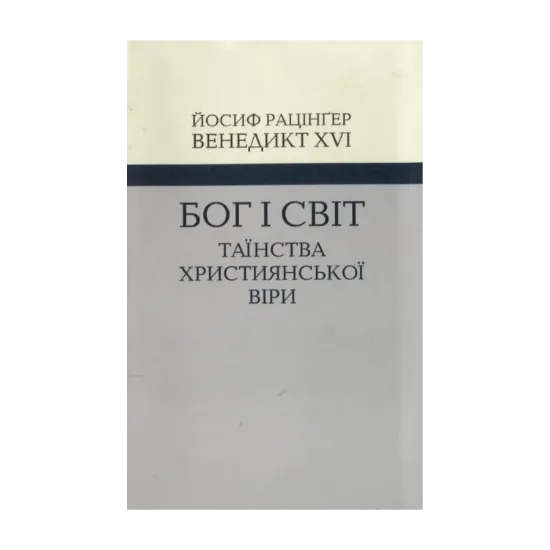 ЙОСИФ РАЦІНҐЕР
ВЕНЕДИКТ XVI
БОГ І СВІТ
ТАЇНСТВА
ХРИСТИЯНСЬКОЇ
ВІРИ